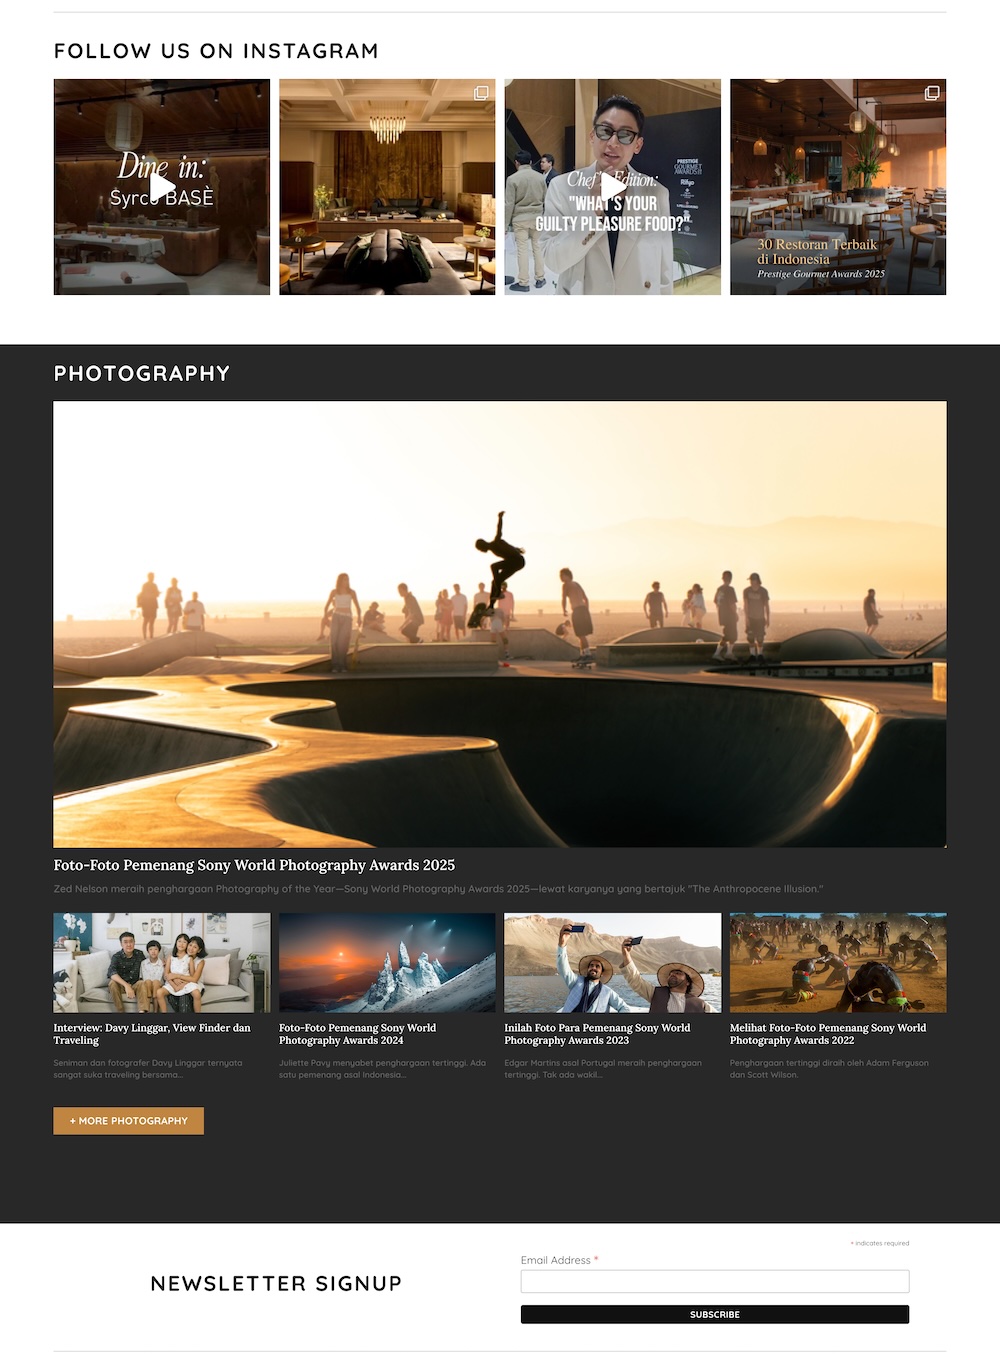 FOLLOW US ON INSTAGRAM
Dine in:
Syrco BASÈ
Chef's Edition:
"WHAT'S YOUR
GUILTY PLEASURE FOOD?"
PRESTIGE
GOURMET
AWARDS
30 Restoran Terbaik
di Indonesia
Prestige Gourmet Awards 2025
PHOTOGRAPHY
Foto-Foto Pemenang Sony World Photography Awards 2025
Zed Nelson meraih penghargaan Photography of the Year—Sony World Photography Awards 2025—lewat karyanya yang bertajuk "The Anthropocene Illusion."
Interview: Davy Linggar, View Finder dan
Traveling
Seniman dan fotografer Davy Linggar ternyata
sangat suka traveling bersama...
Foto-Foto Pemenang Sony World
Photography Awards 2024
Juliette Pavy menyabet penghargaan tertinggi. Ada
satu pemenang asal Indonesia...
Inilah Foto Para Pemenang Sony World
Photography Awards 2023
Edgar Martins asal Portugal meraih penghargaan
tertinggi. Tak ada wakil...
Melihat Foto-Foto Pemenang Sony World
Photography Awards 2022
Penghargaan tertinggi diraih oleh Adam Ferguson
dan Scott Wilson.
+ MORE PHOTOGRAPHY
NEWSLETTER SIGNUP
* indicates required
Email Address *
SUBSCRIBE